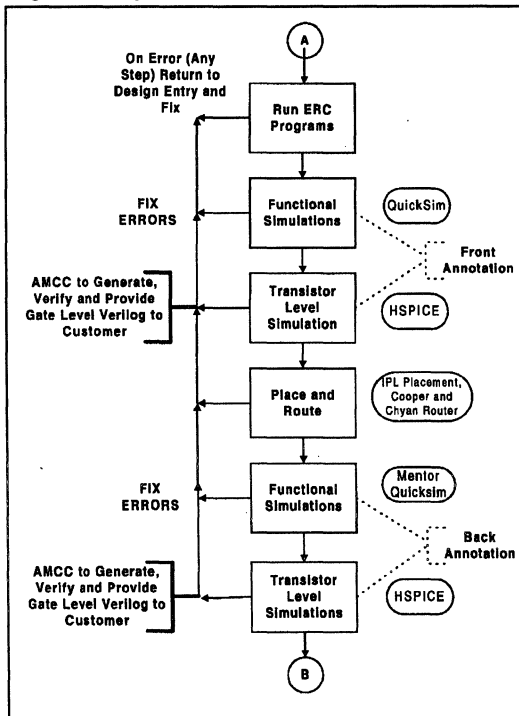 A
On Error (Any
Step) Return to
Design Entry and
Fix
Run ERC
Programs
FIX
ERRORS
Functional
Simulations
QuickSim
Front
Annotation
AMCC to Generate,
Verify and Provide
Gate Level Verilog to
Customer
Transistor
Level
Simulation
HSPICE
Place and
Route
IPL Placement,
Cooper and
Chyan Router
FIX
ERRORS
Functional
Simulations
Mentor
Quicksim
Back
Annotation
AMCC to Generate,
Verify and Provide
Gate Level Verilog to
Customer
Transistor
Level
Simulations
HSPICE
B